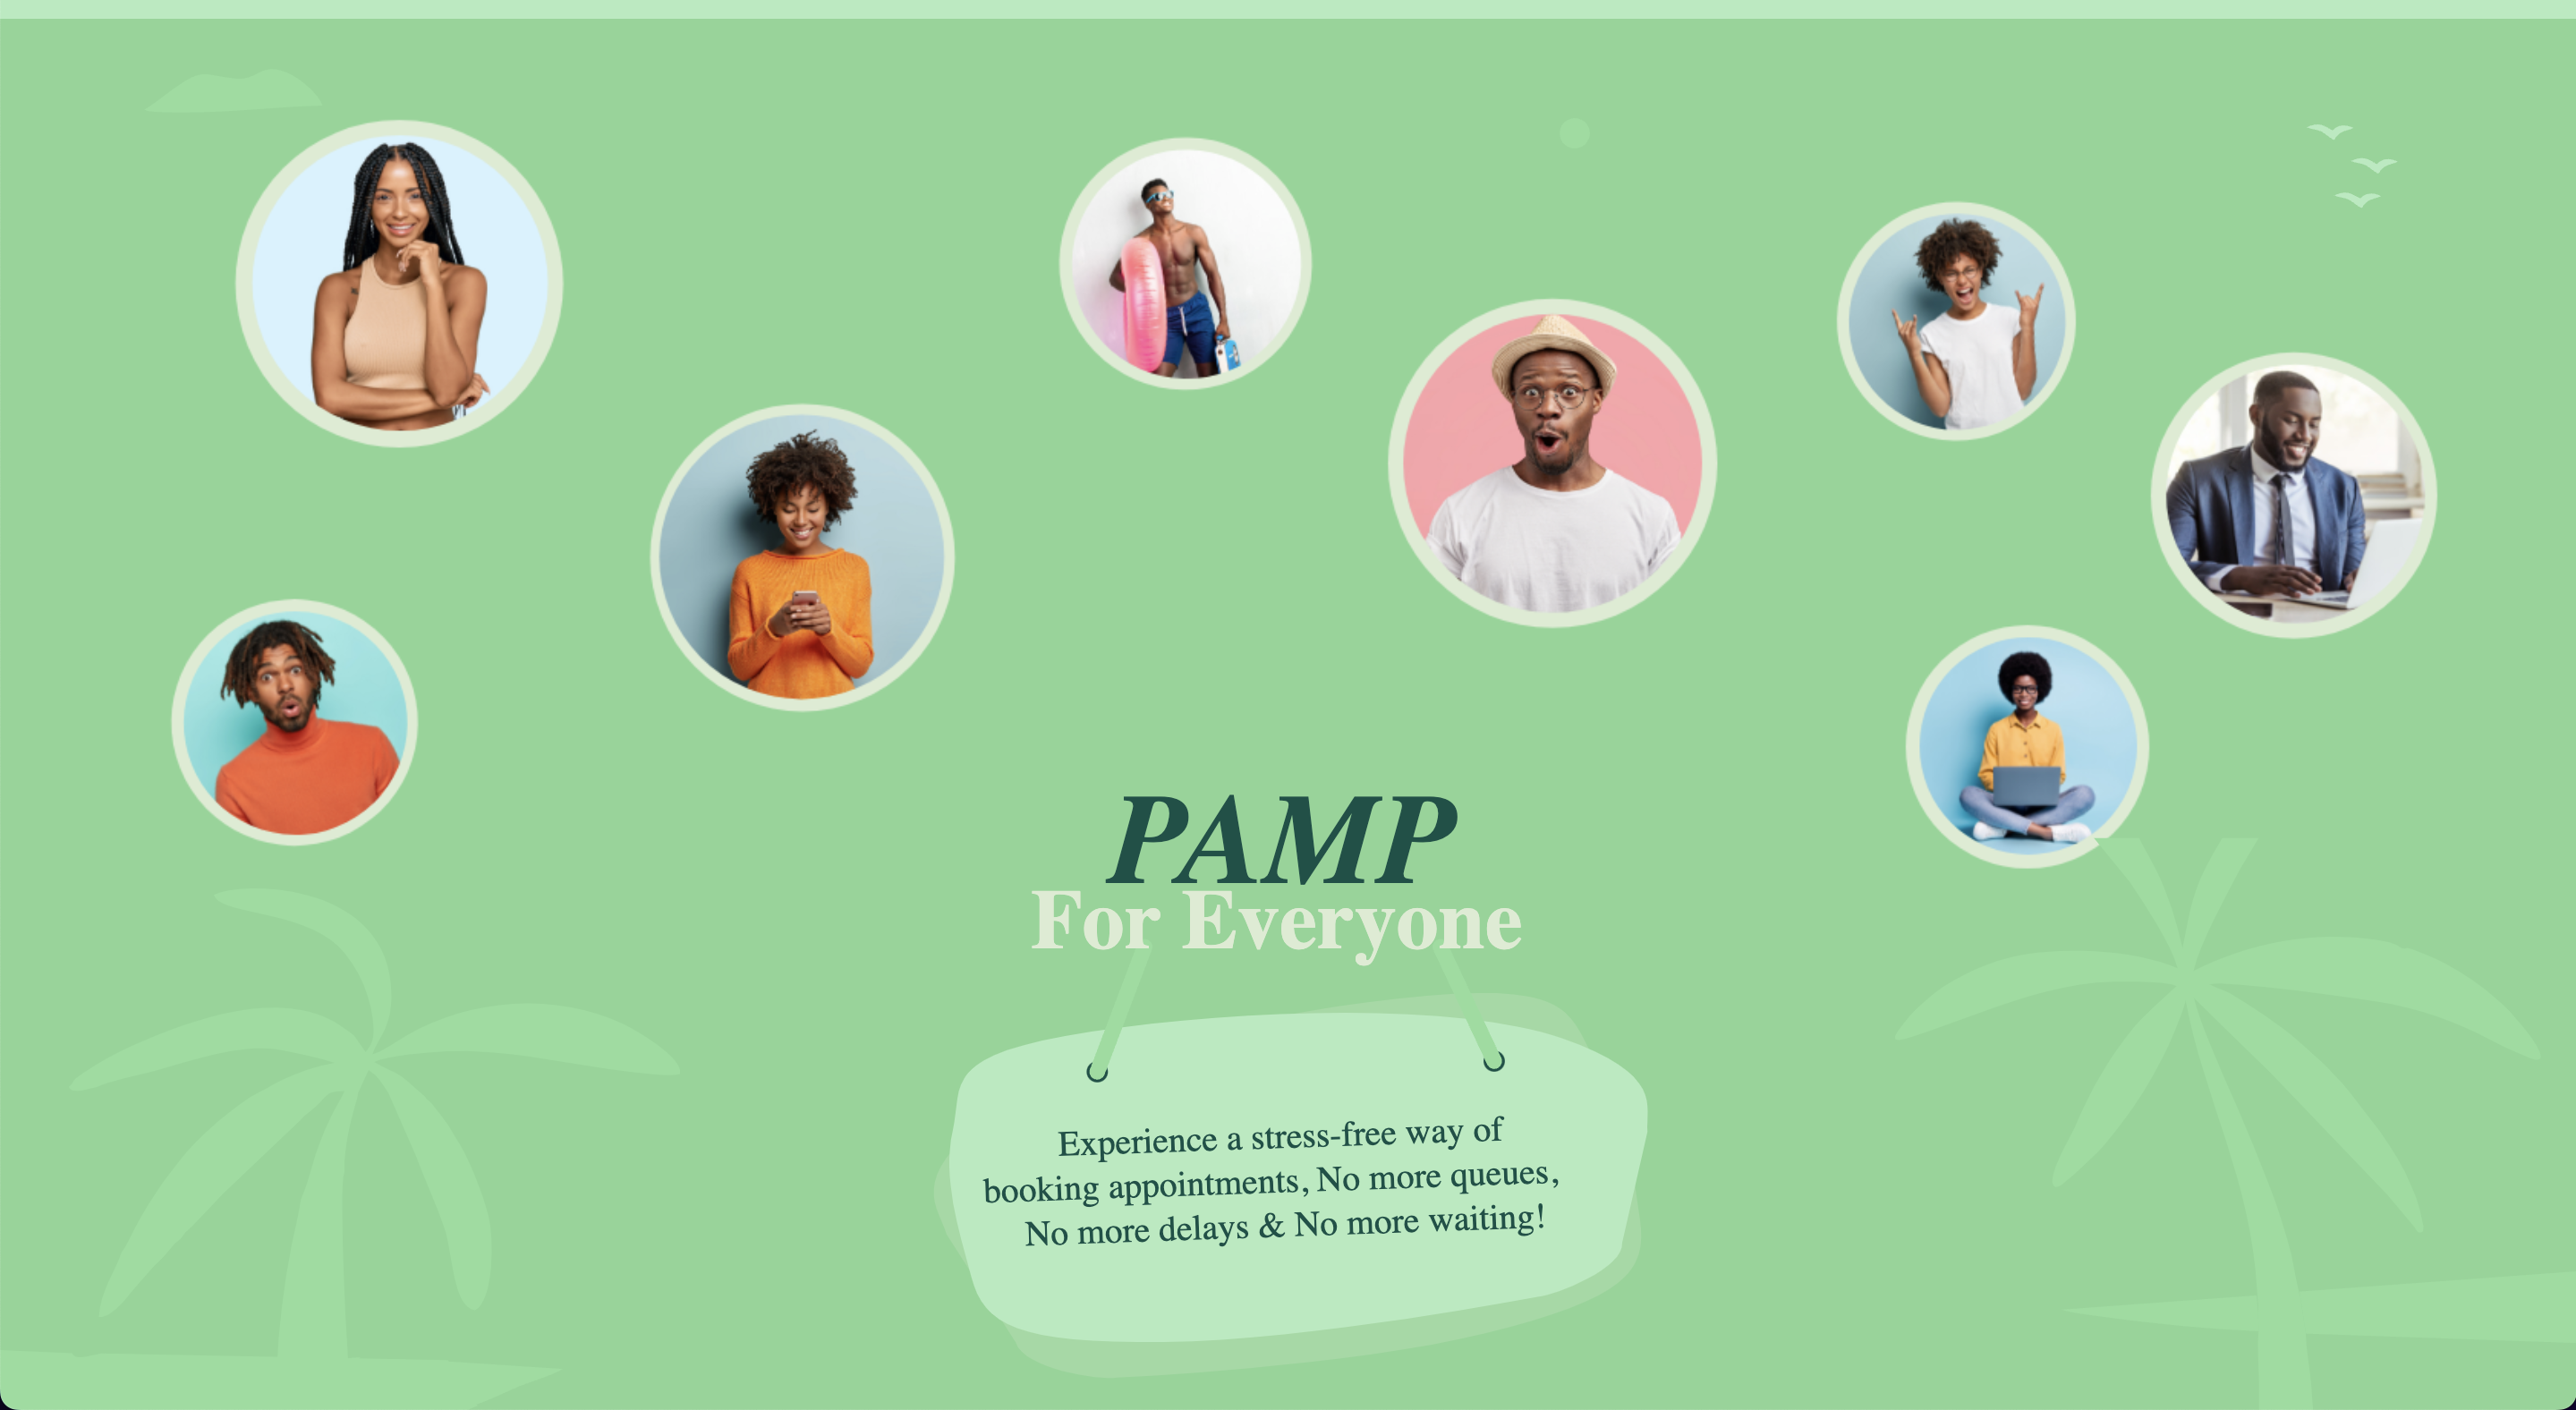 PAMP
For Everyone
Experience a stress-free way of
booking appointments, No more queues,
No more delays & No more waiting!